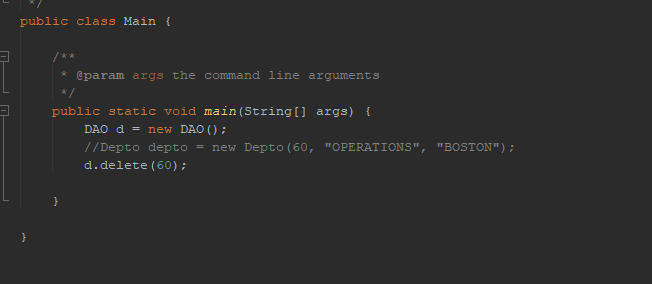 */
public class Main {
/**
* @param args the command line arguments
*/
public static void main(String[] args) {
DAO d = new DAO();
//Depto depto = new Depto(60, "OPERATIONS", "BOSTON");
d.delete(60);
}
}